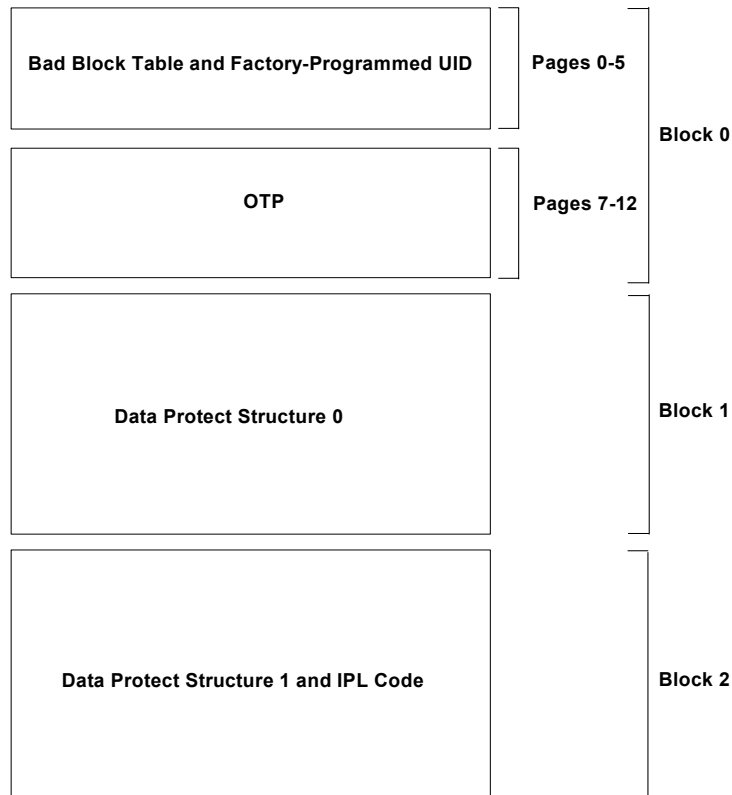 Bad Block Table and Factory-Programmed UID
Pages 0-5
Block 0
OTP
Pages 7-12
Data Protect Structure 0
Block 1
Data Protect Structure 1 and IPL Code
Block 2